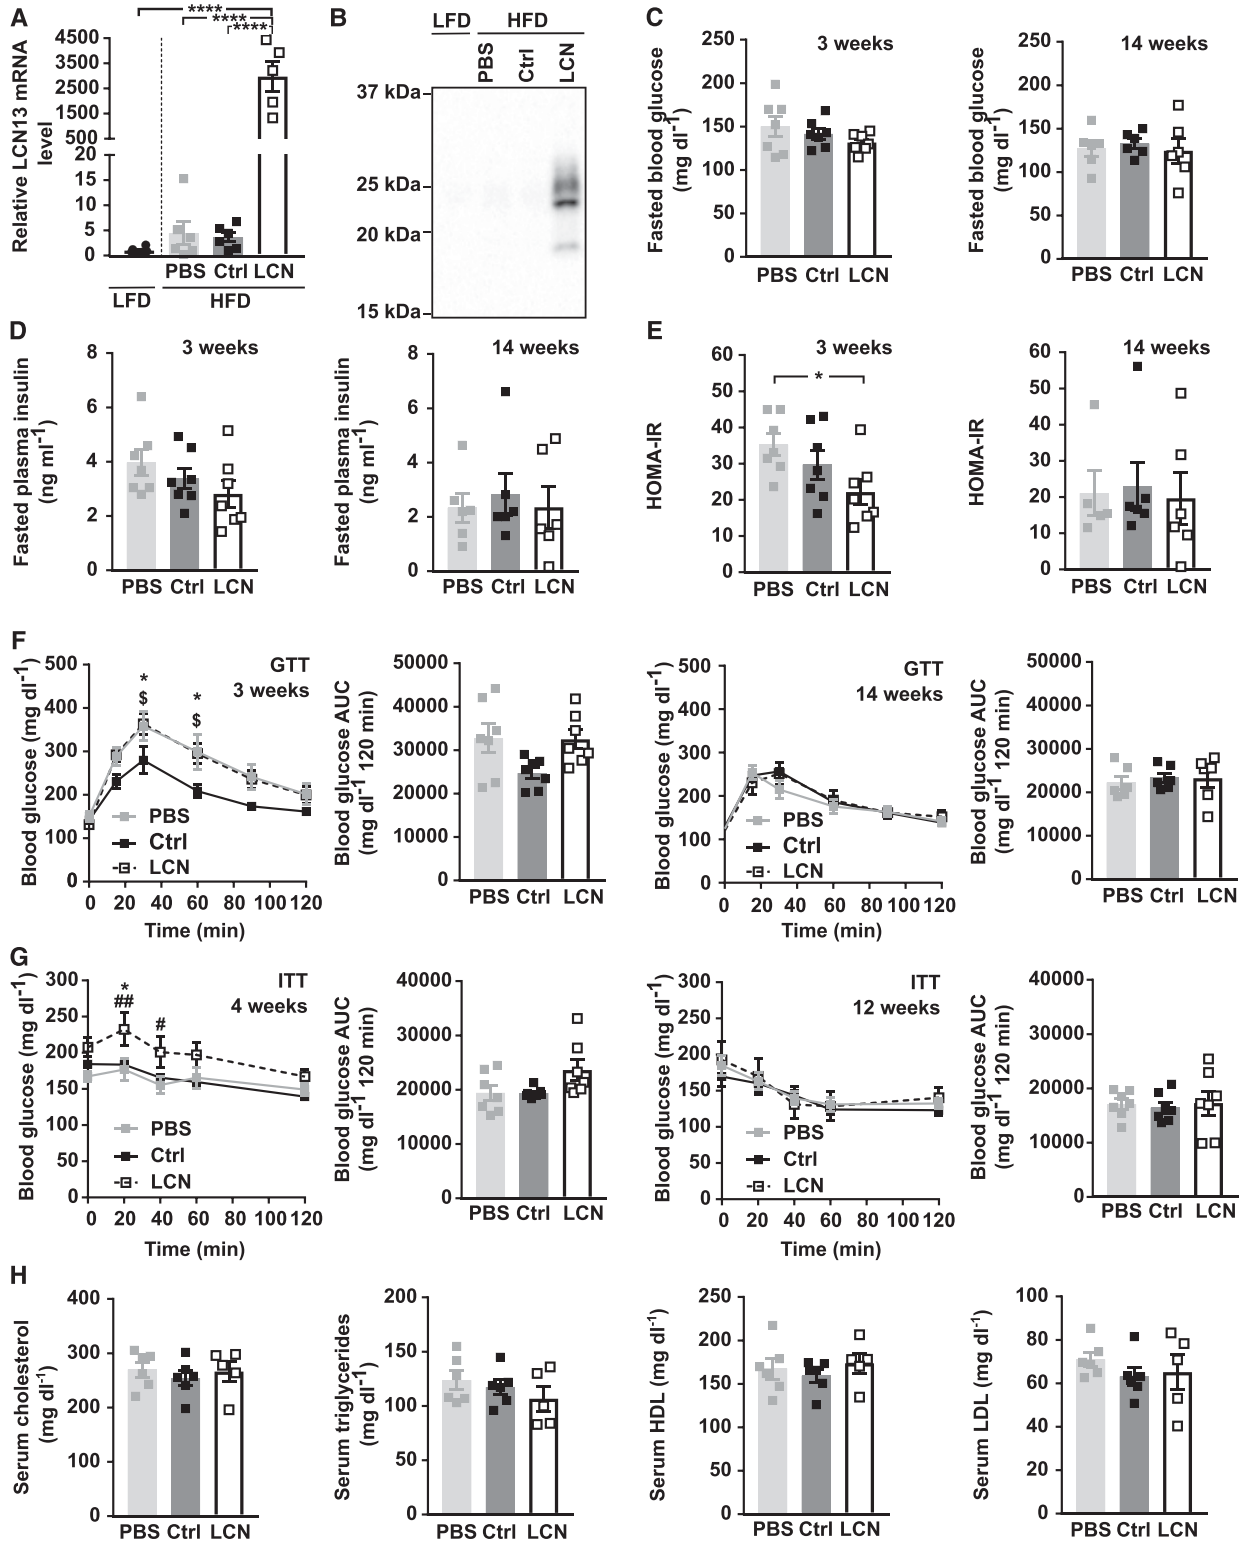 A
****
****
****
Relative LCN13 mRNA
level
4500
3500
2500
1500
500
20
15
10
5
0
PBS Ctrl LCN
LFD HFD
B
LFD HFD
PBS
Ctrl
LCN
37 kDa
25 kDa
20 kDa
15 kDa
C
3 weeks
Fasted blood glucose
(mg dl-1)
250
200
150
100
50
0
PBS Ctrl LCN
14 weeks
Fasted blood glucose
(mg dl-1)
250
200
150
100
50
0
PBS Ctrl LCN
D
3 weeks
Fasted plasma insulin
(ng ml-1)
8
6
4
2
0
PBS Ctrl LCN
14 weeks
Fasted plasma insulin
(ng ml-1)
8
6
4
2
0
PBS Ctrl LCN
E
3 weeks
*
HOMA-IR
60
50
40
30
20
10
0
PBS Ctrl LCN
14 weeks
HOMA-IR
60
50
40
30
20
10
0
PBS Ctrl LCN
F
GTT
3 weeks
* *
$ $
Blood glucose (mg dl-1)
500
400
300
200
100
0
PBS
Ctrl
LCN
0 20 40 60 80 100 120
Time (min)
Blood glucose AUC
(mg dl-1 120 min)
50000
40000
30000
20000
10000
0
PBS Ctrl LCN
GTT
14 weeks
Blood glucose (mg dl-1)
500
400
300
200
100
0
PBS
Ctrl
LCN
0 20 40 60 80 100 120
Time (min)
Blood glucose AUC
(mg dl-1 120 min)
50000
40000
30000
20000
10000
0
PBS Ctrl LCN
G
ITT
4 weeks
*
##
#
Blood glucose (mg dl-1)
300
250
200
150
100
50
0
PBS
Ctrl
LCN
0 20 40 60 80 100 120
Time (min)
Blood glucose AUC
(mg dl-1 120 min)
40000
30000
20000
10000
0
PBS Ctrl LCN
ITT
12 weeks
Blood glucose (mg dl-1)
300
250
200
150
100
50
0
PBS
Ctrl
LCN
0 20 40 60 80 100 120
Time (min)
Blood glucose AUC
(mg dl-1 120 min)
40000
30000
20000
10000
0
PBS Ctrl LCN
H
Serum cholesterol
(mg dl-1)
400
300
200
100
0
PBS Ctrl LCN
Serum triglycerides
(mg dl-1)
200
150
100
50
0
PBS Ctrl LCN
Serum HDL (mg dl-1)
250
200
150
100
50
0
PBS Ctrl LCN
Serum LDL (mg dl-1)
100
80
60
40
20
0
PBS Ctrl LCN